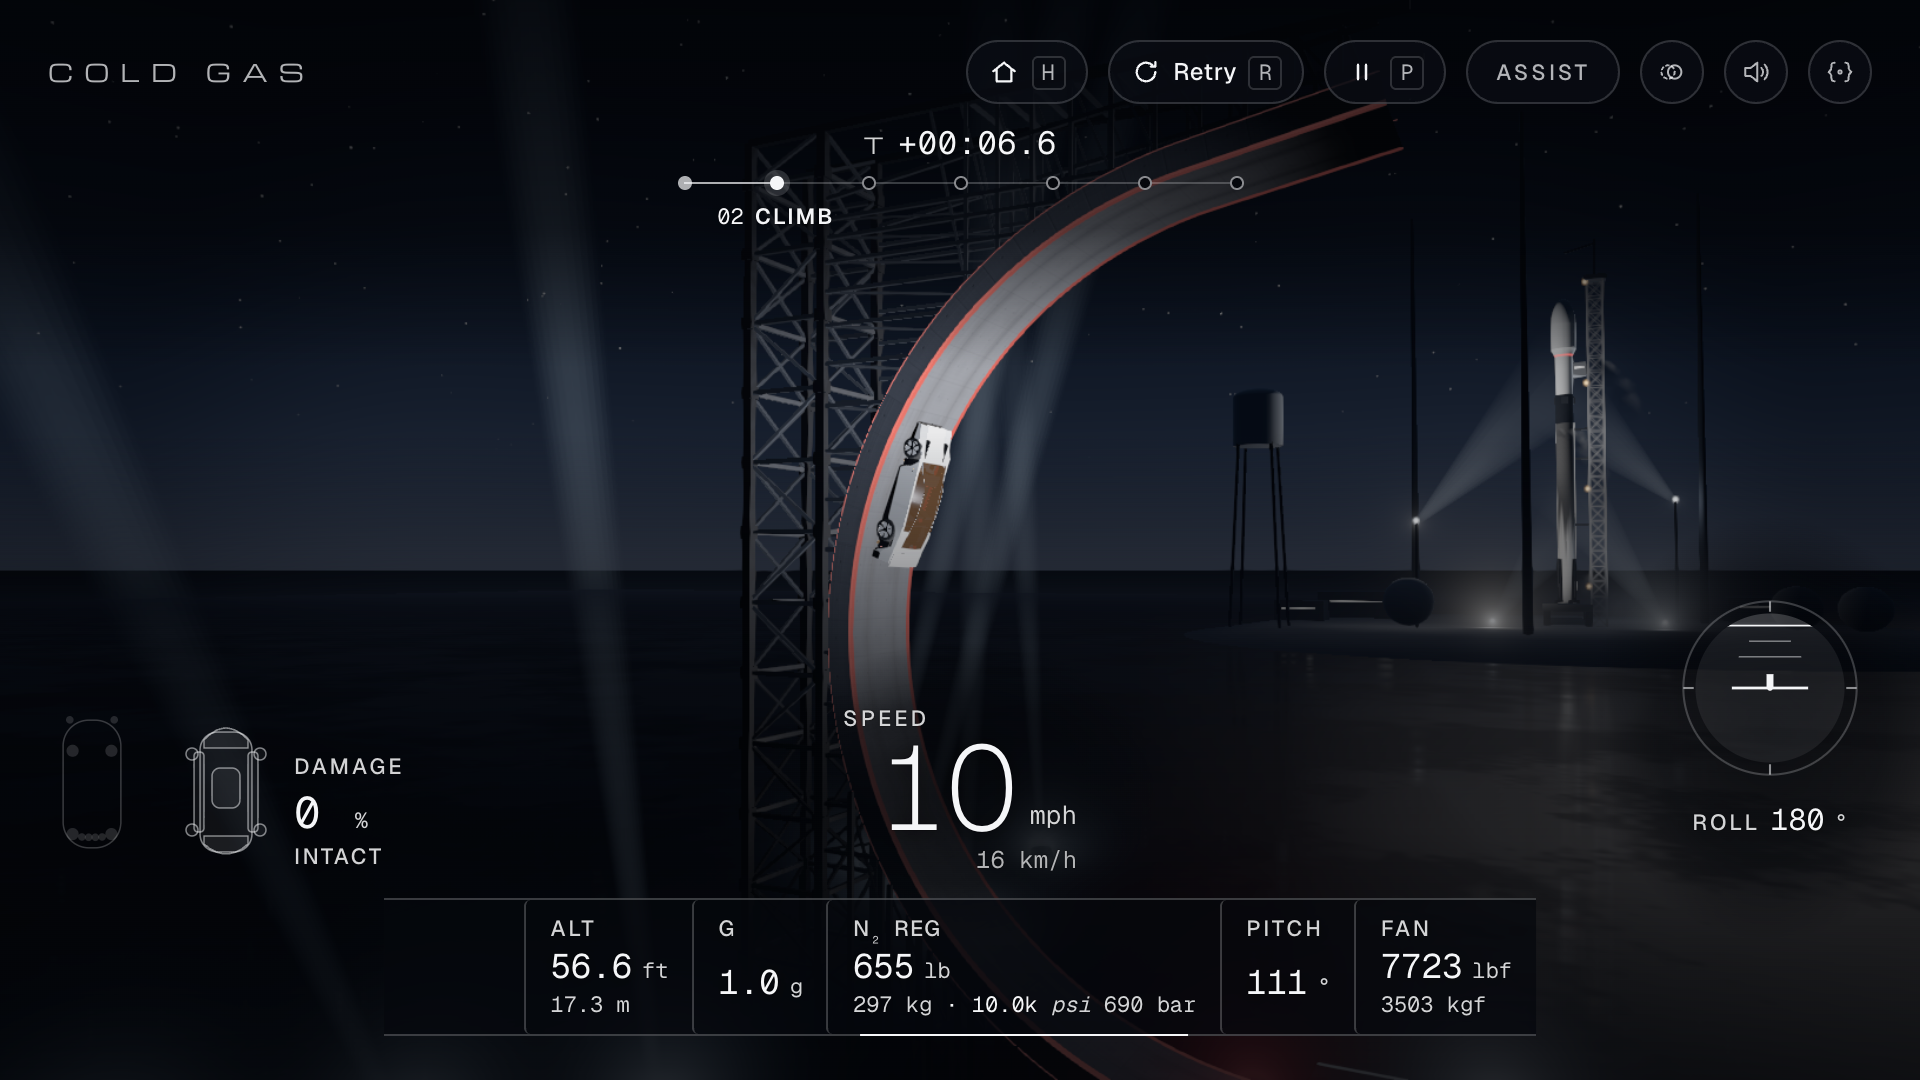 COLD GAS
H
Retry R
P
ASSIST
T +00:06.6
02 CLIMB
SPEED
10 mph
16 km/h
DAMAGE
0 %
INTACT
ROLL 180 °
ALT
56.6 ft
17.3 m
G
1.0 g
N₂ REG
655 lb
297 kg · 10.0k psi 690 bar
PITCH
111 °
FAN
7723 lbf
3503 kgf